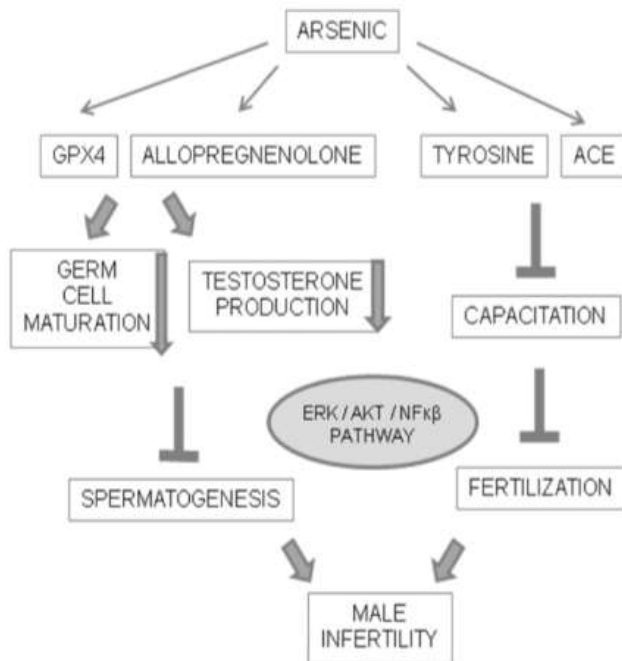 ARSENIC
GPX4
ALLOPREGNENOLONE
TYROSINE
ACE
GERM
CELL
MATURATION
TESTOSTERONE
PRODUCTION
CAPACITATION
ERK / AKT / NFκβ
PATHWAY
SPERMATOGENESIS
FERTILIZATION
MALE
INFERTILITY